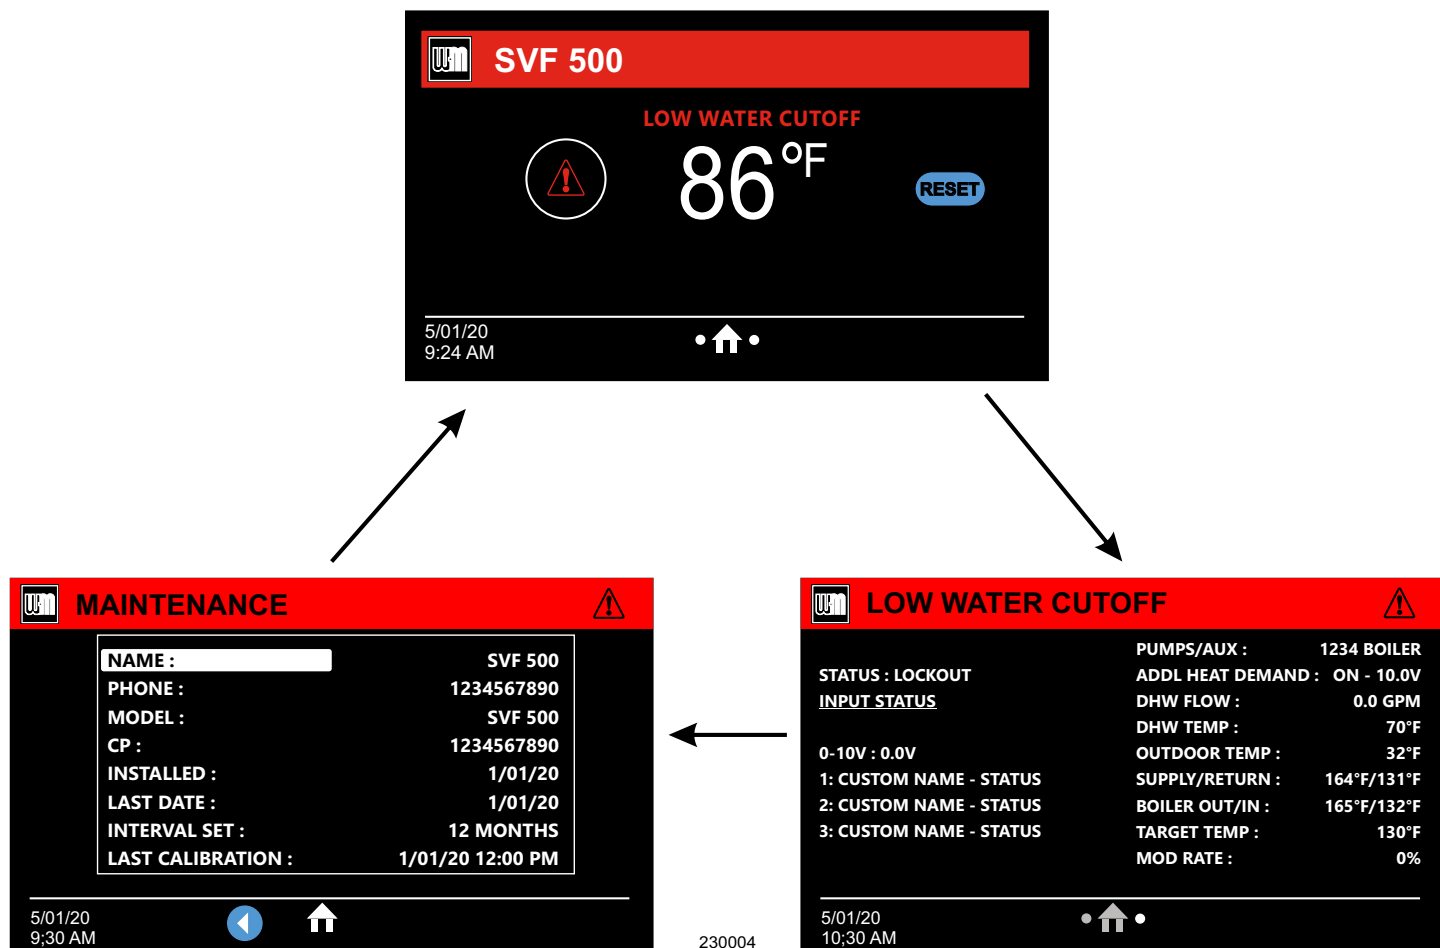 WM SVF 500
LOW WATER CUTOFF
86°F
RESET
5/01/20
9:24 AM
WM MAINTENANCE
NAME : SVF 500
PHONE : 1234567890
MODEL : SVF 500
CP : 1234567890
INSTALLED : 1/01/20
LAST DATE : 1/01/20
INTERVAL SET : 12 MONTHS
LAST CALIBRATION : 1/01/20 12:00 PM
5/01/20
9;30 AM
WM LOW WATER CUTOFF
STATUS : LOCKOUT
INPUT STATUS
0-10V : 0.0V
1: CUSTOM NAME - STATUS
2: CUSTOM NAME - STATUS
3: CUSTOM NAME - STATUS
PUMPS/AUX : 1234 BOILER
ADDL HEAT DEMAND : ON - 10.0V
DHW FLOW : 0.0 GPM
DHW TEMP : 70°F
OUTDOOR TEMP : 32°F
SUPPLY/RETURN : 164°F/131°F
BOILER OUT/IN : 165°F/132°F
TARGET TEMP : 130°F
MOD RATE : 0%
5/01/20
10;30 AM
230004